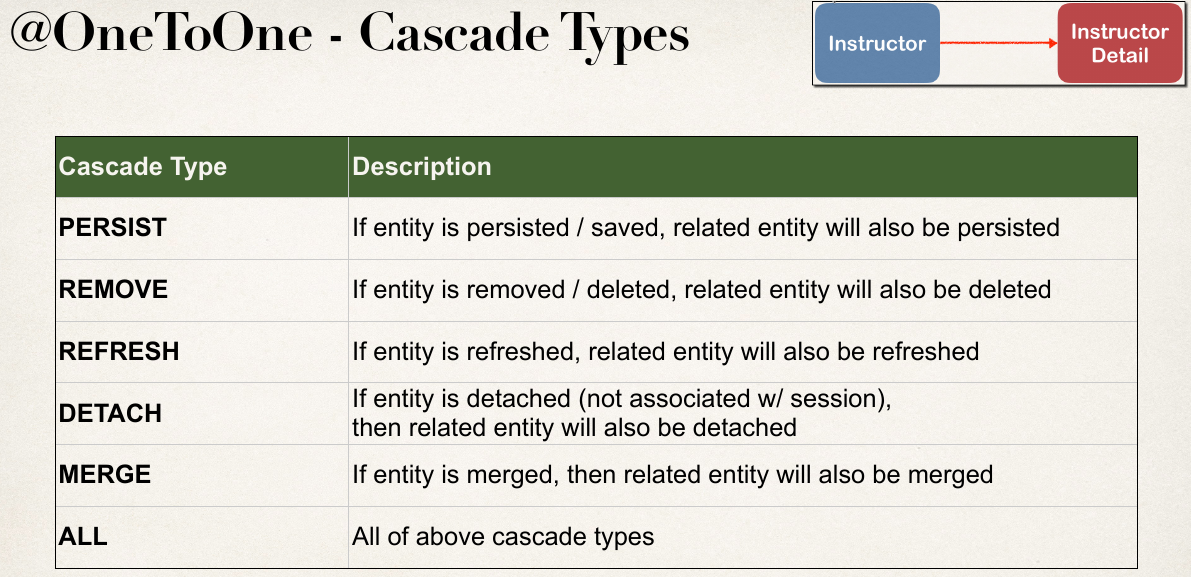 @OneToOne - Cascade Types
Instructor
Instructor
Detail
Cascade Type Description
PERSIST If entity is persisted / saved, related entity will also be persisted
REMOVE If entity is removed / deleted, related entity will also be deleted
REFRESH If entity is refreshed, related entity will also be refreshed
DETACH If entity is detached (not associated w/ session),
then related entity will also be detached
MERGE If entity is merged, then related entity will also be merged
ALL All of above cascade types